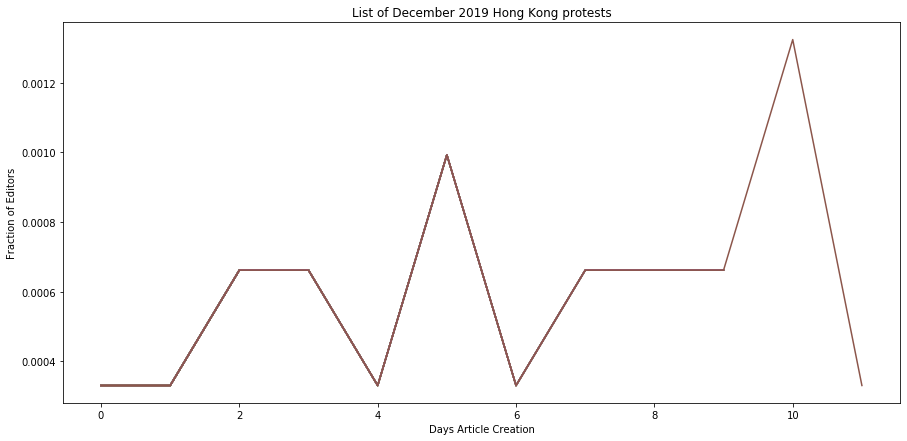 List of December 2019 Hong Kong protests
0.0012
0.0010
0.0008
0.0006
0.0004
Fraction of Editors
0 2 4 6 8 10
Days Article Creation